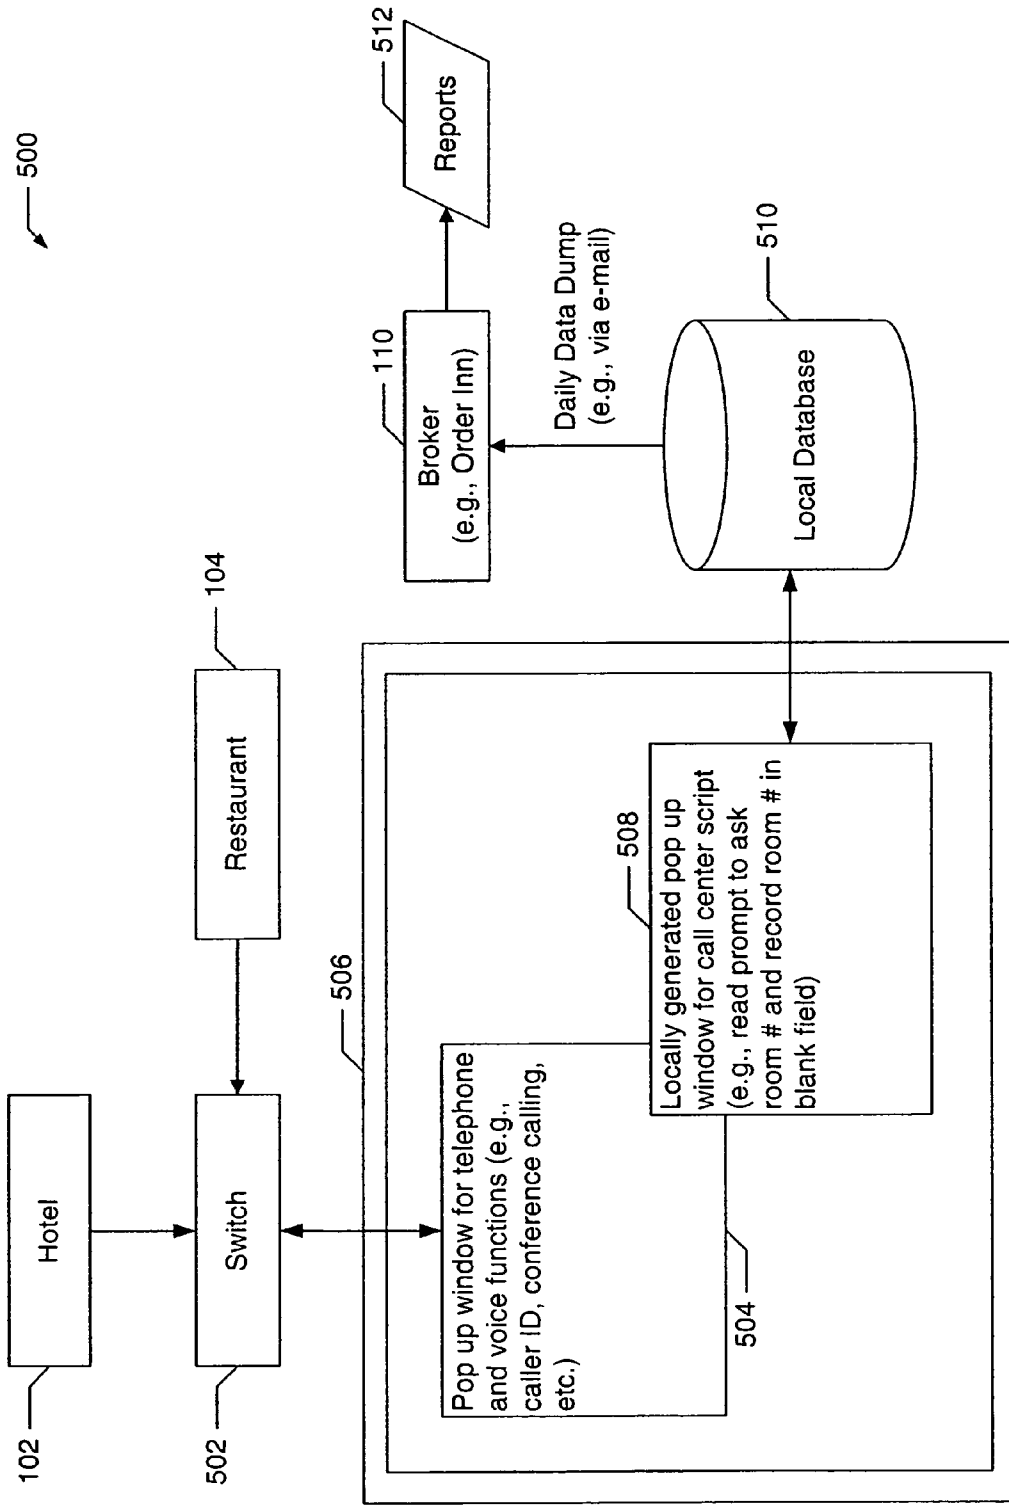 500
102
Hotel
502
Switch
Restaurant
104
506
Pop up window for telephone
and voice functions (e.g.,
caller ID, conference calling,
etc.)
504
508
Locally generated pop up
window for call center script
(e.g., read prompt to ask
room # and record room # in
blank field)
110
Broker
(e.g., Order Inn)
512
Reports
Daily Data Dump
(e.g., via e-mail)
510
Local Database